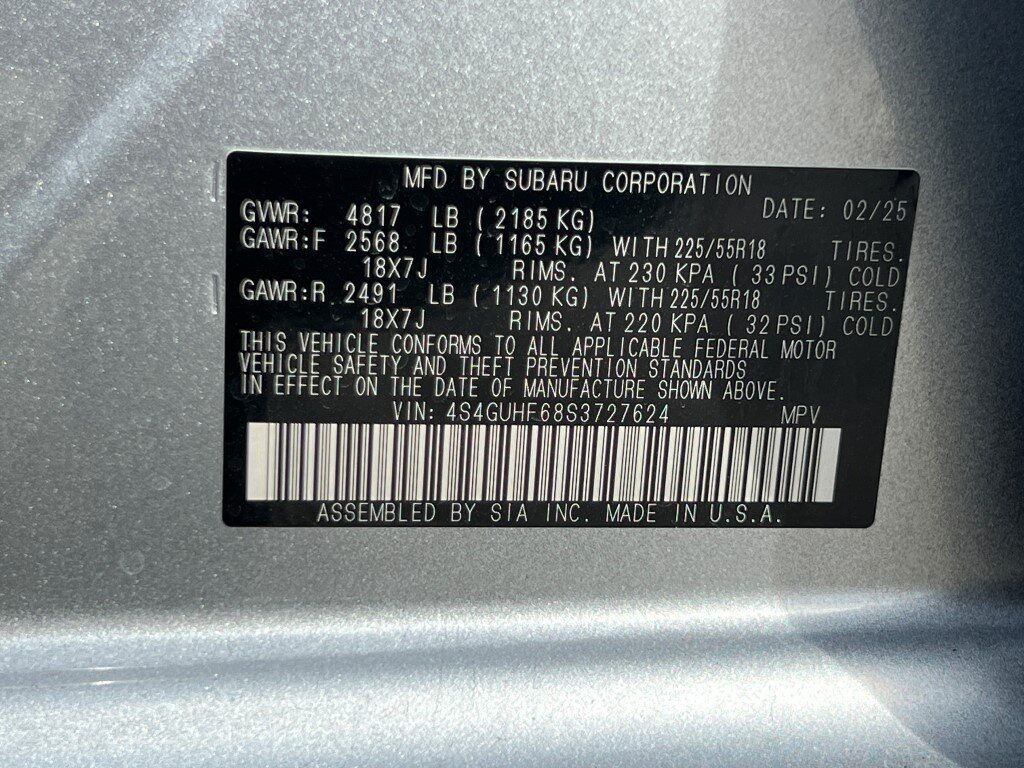 MFD BY SUBARU CORPORATION
DATE: 02/25
GVWR: 4817 LB ( 2185 KG)
GAWR:F 2568 LB ( 1165 KG) WITH 225/55R18 TIRES.
18X7J RIMS. AT 230 KPA ( 33 PSI) COLD
GAWR:R 2491 LB ( 1130 KG) WITH 225/55R18 TIRES.
18X7J RIMS. AT 220 KPA ( 32 PSI) COLD
THIS VEHICLE CONFORMS TO ALL APPLICABLE FEDERAL MOTOR
VEHICLE SAFETY AND THEFT PREVENTION STANDARDS
IN EFFECT ON THE DATE OF MANUFACTURE SHOWN ABOVE.
VIN: 4S4GUHF68S3727624 MPV
ASSEMBLED BY SIA INC. MADE IN U.S.A.